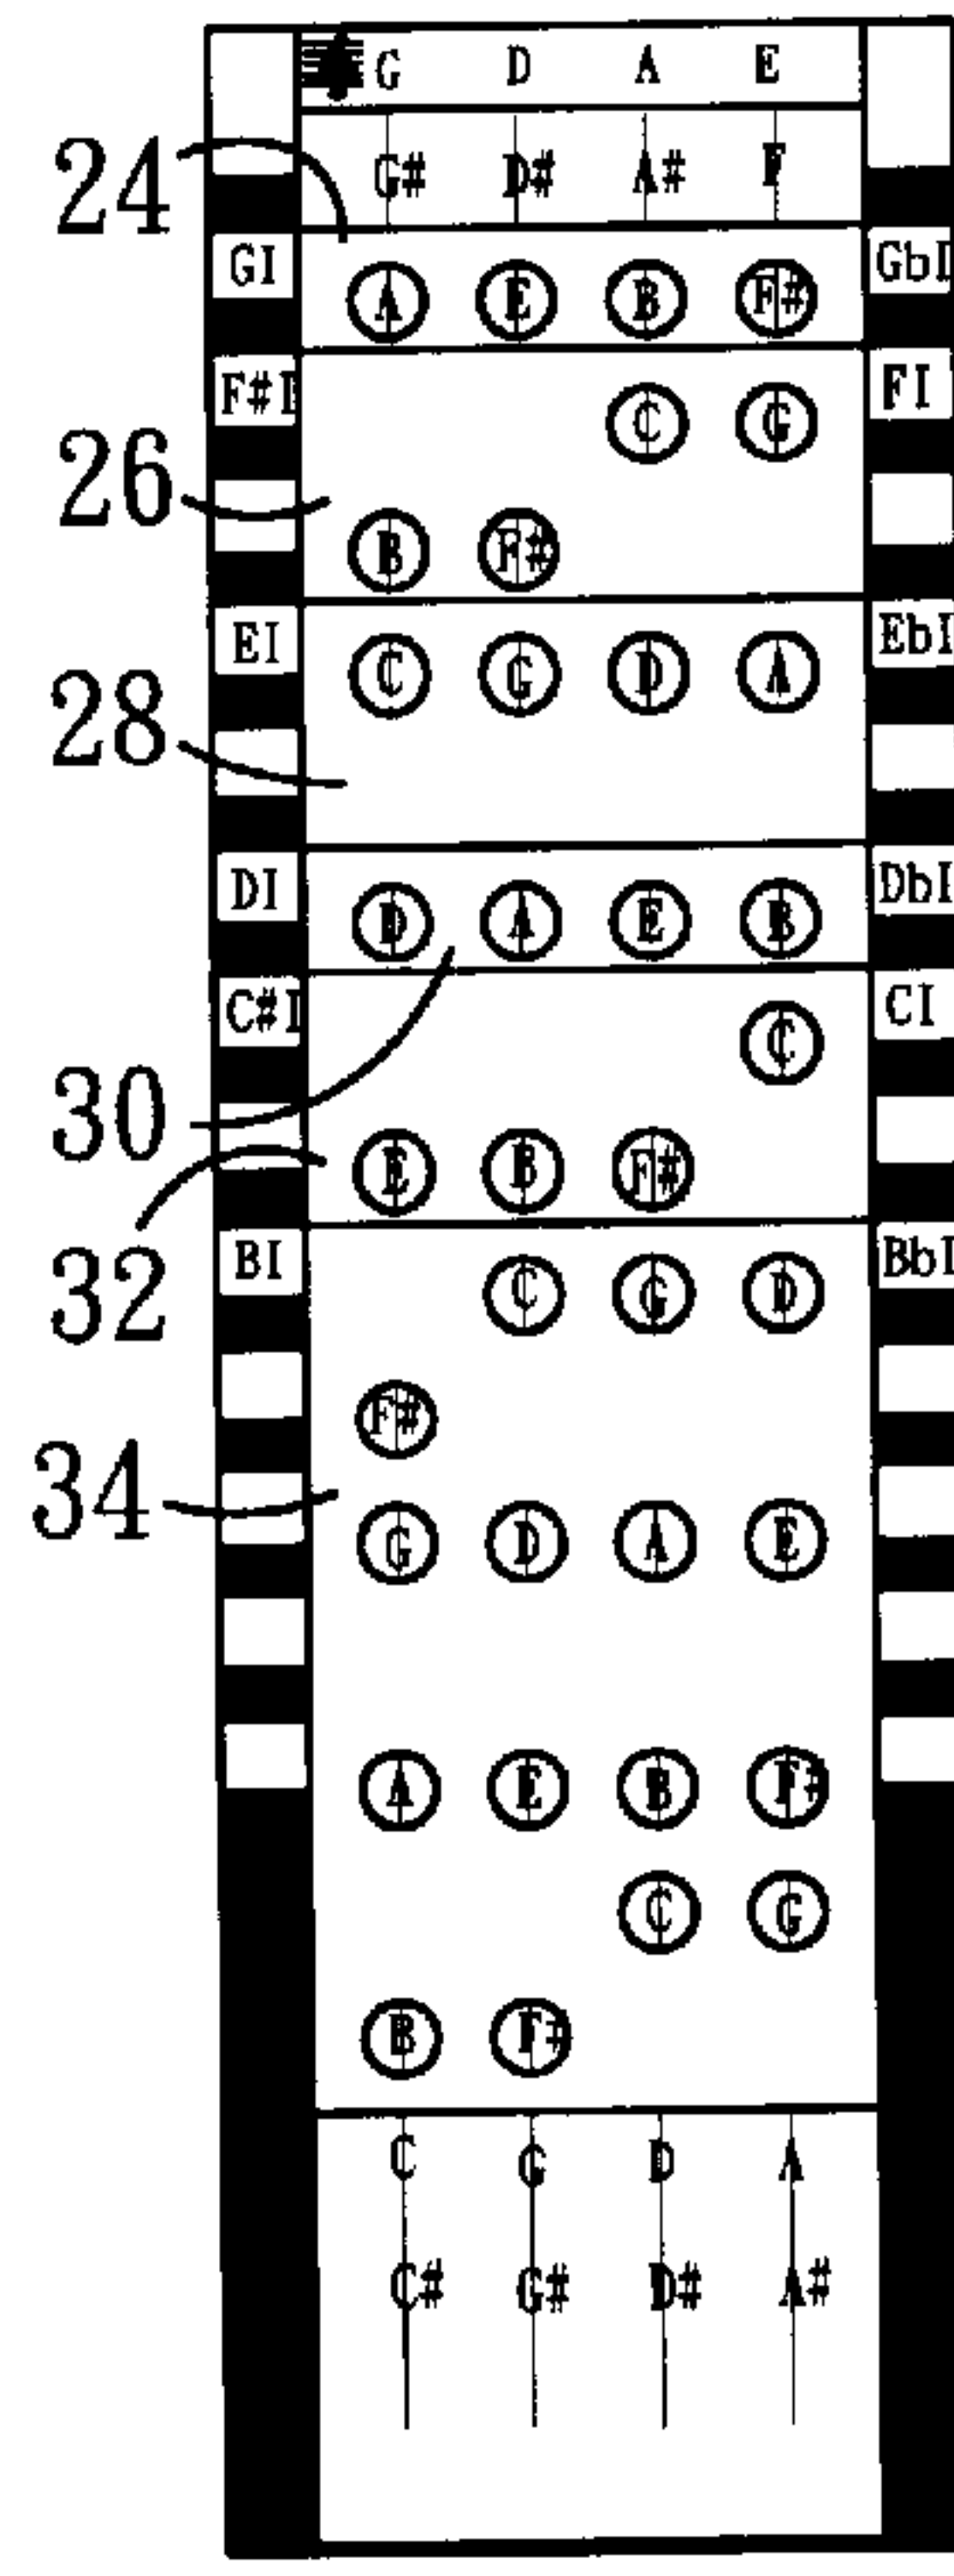 G D A E
24 G# D# A# F
GI A E B F# GbI
F#I C G FI
26
B F#
EI C G D A EbI
28
DI D A E B DbI
C#I C CI
30
E B F#
32 BI C G D BbI
F#
34
G D A E
A E B F#
C G
B F#
C G D A
C# G# D# A#